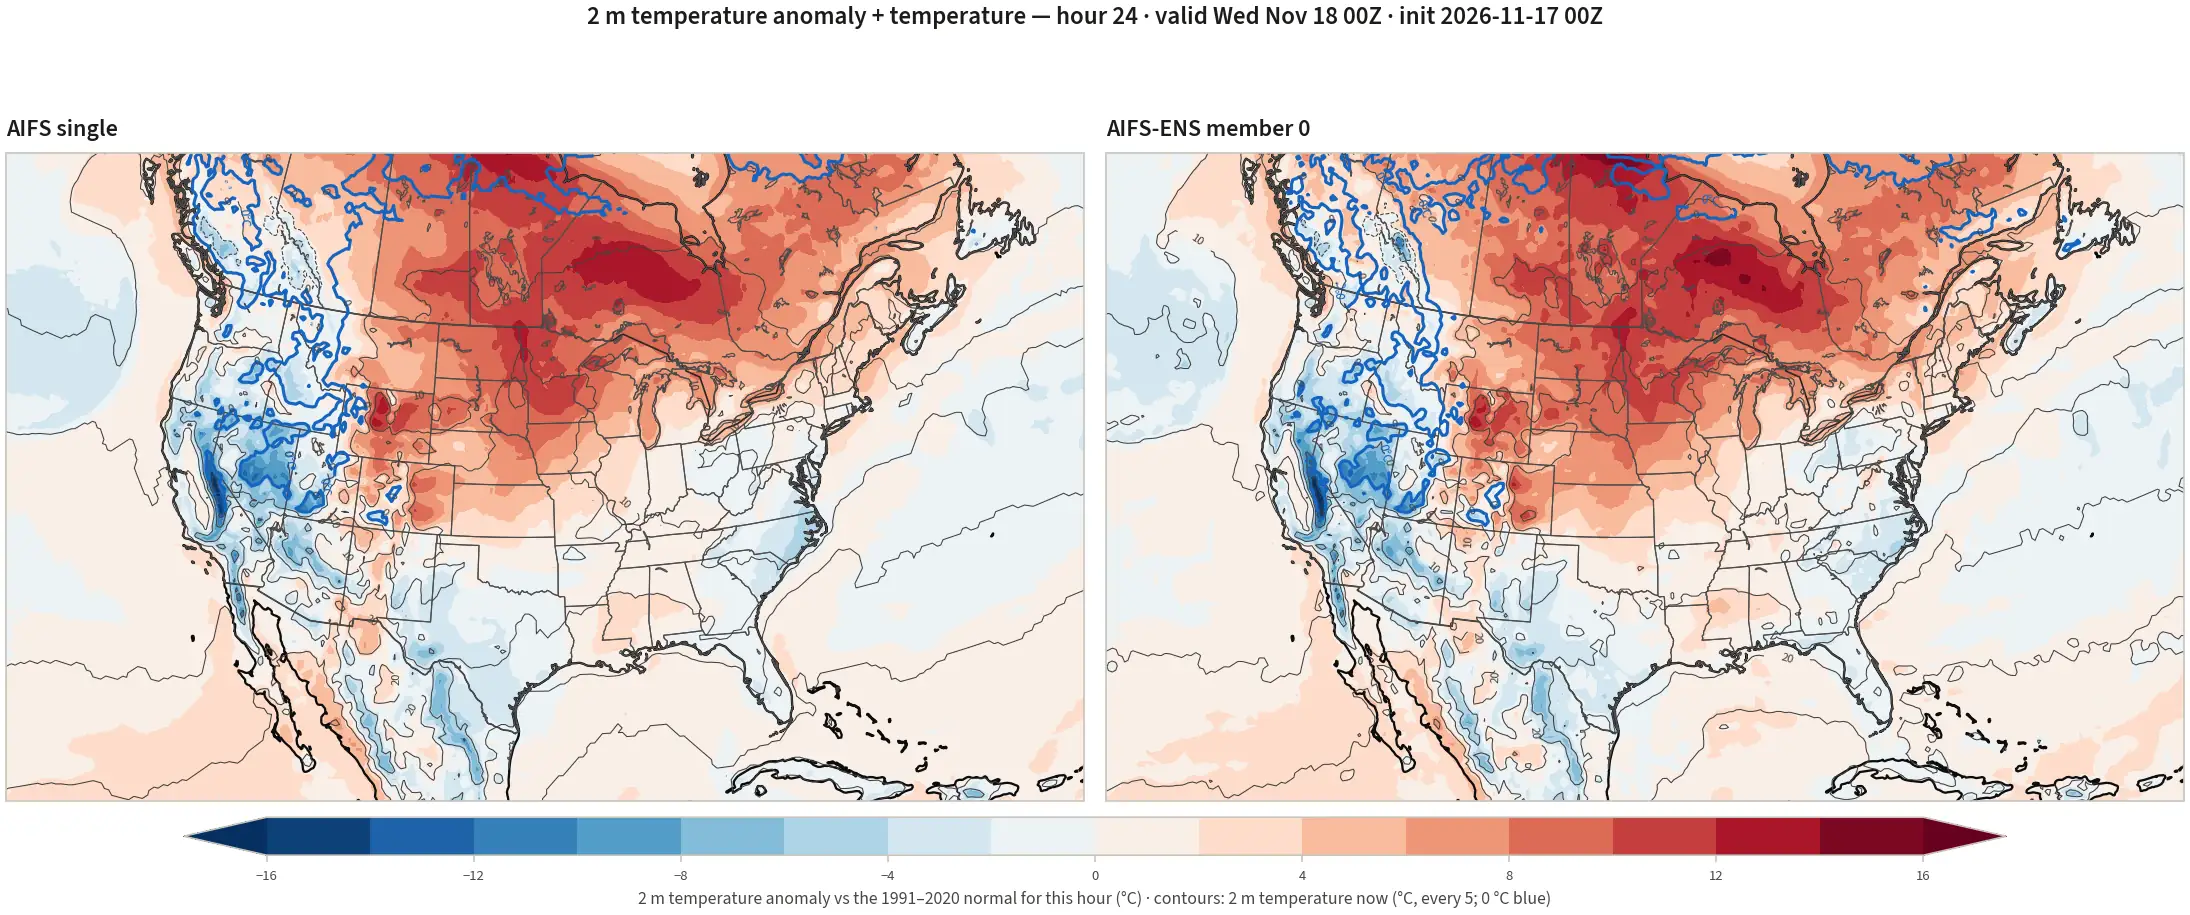 2 m temperature anomaly + temperature — hour 24 · valid Wed Nov 18 00Z · init 2026-11-17 00Z
AIFS single
AIFS-ENS member 0
−16 −12 −8 −4 0 4 8 12 16
2 m temperature anomaly vs the 1991–2020 normal for this hour (°C) · contours: 2 m temperature now (°C, every 5; 0 °C blue)